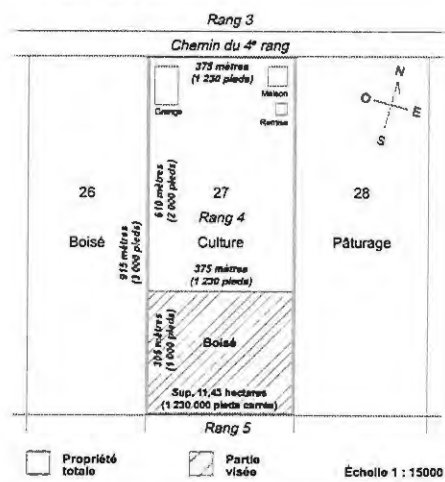 Rang 3
Chemin du 4e rang
375 mètres
(1 230 pieds)
Grange
Maison
Remise
N
O
E
S
26
27
28
Rang 4
Boisé
Culture
Pâturage
610 mètres
(2 000 pieds)
915 mètres
(3 000 pieds)
375 mètres
(1 230 pieds)
305 mètres
(1 000 pieds)
Boisé
Sup. 11,43 hectares
(1 230 000 pieds carrés)
Rang 5
Propriété totale
Partie visée
Échelle 1 : 15000